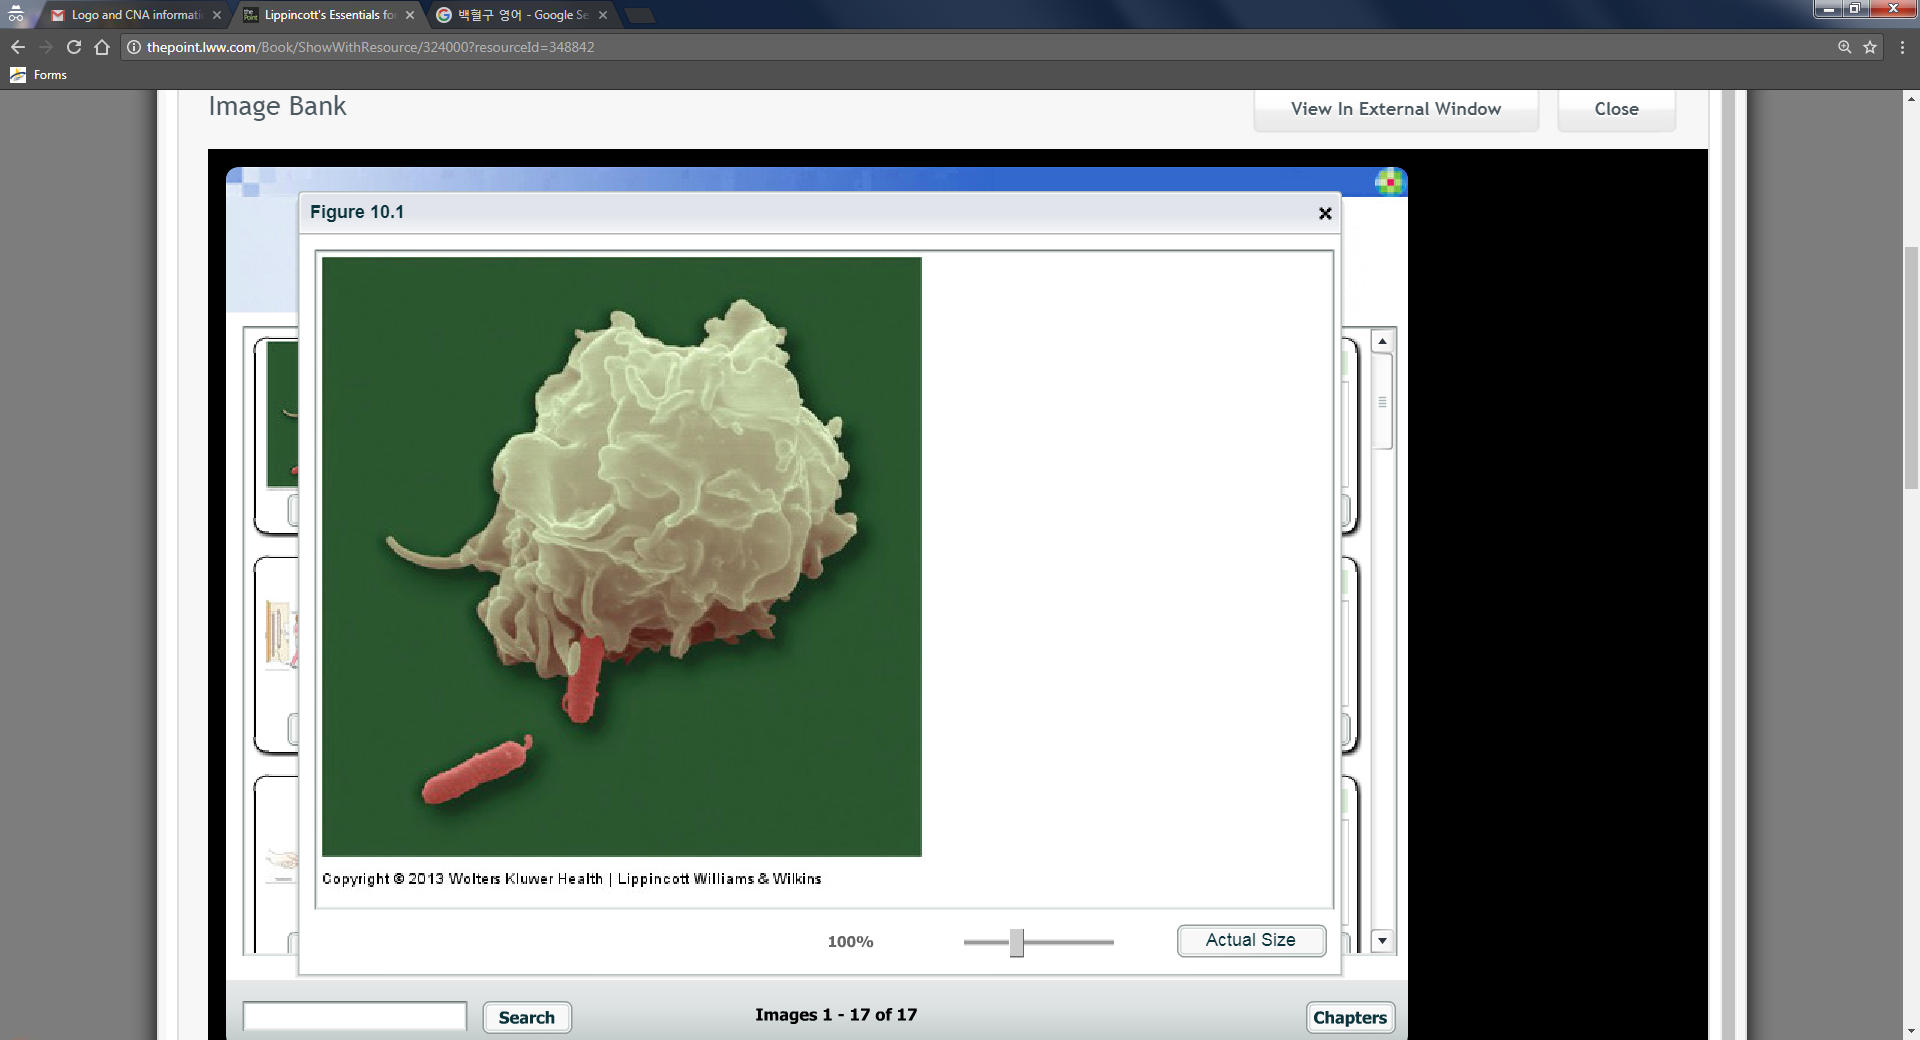 Logo and CNA informati
Lippincott's Essentials fo
백혈구 영어 - Google Se
thepoint.lww.com/Book/ShowWithResource/324000?resourceId=348842
Forms
Image Bank
View In External Window
Close
Figure 10.1
Copyright © 2013 Wolters Kluwer Health | Lippincott Williams & Wilkins
100%
Actual Size
Search
Images 1 - 17 of 17
Chapters